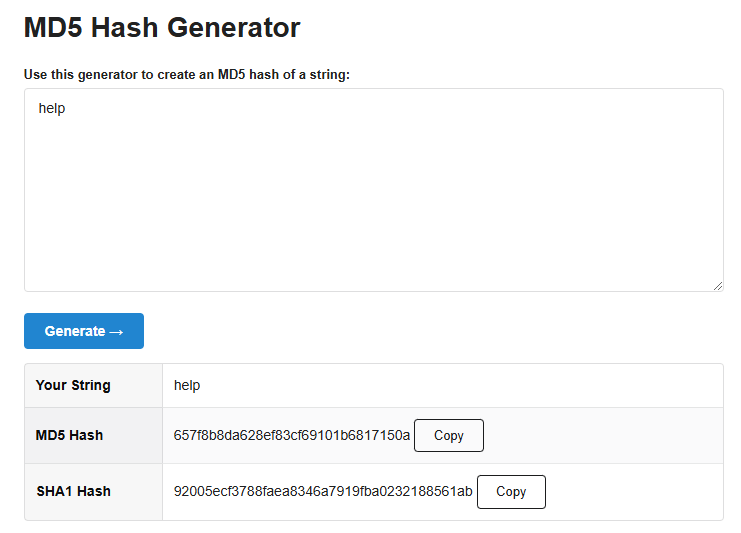 MD5 Hash Generator
Use this generator to create an MD5 hash of a string:
help
Generate →
Your String help
MD5 Hash 657f8b8da628ef83cf69101b6817150a Copy
SHA1 Hash 92005ecf3788faea8346a7919fba0232188561ab Copy